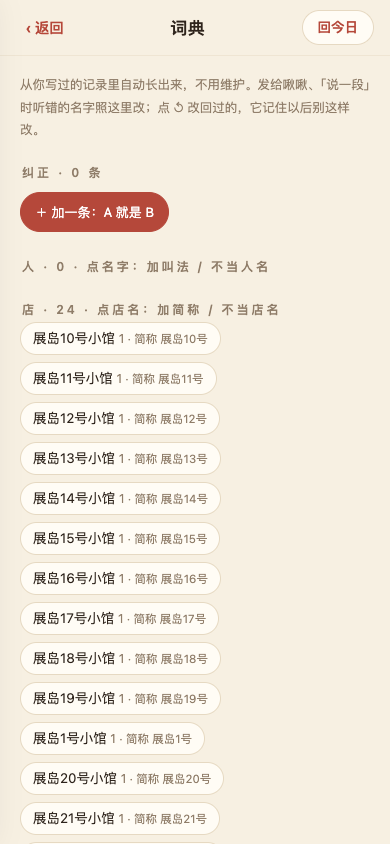 ‹ 返回
词典
回今日
从你写过的记录里自动长出来，不用维护。发给啾啾、「说一段」
时听错的名字照这里改；点 ↺ 改回过的，它记住以后别这样
改。
纠正 · 0 条
＋ 加一条：A 就是 B
人 · 0 · 点名字：加叫法 / 不当人名
店 · 24 · 点店名：加简称 / 不当店名
展岛10号小馆 1 · 简称 展岛10号
展岛11号小馆 1 · 简称 展岛11号
展岛12号小馆 1 · 简称 展岛12号
展岛13号小馆 1 · 简称 展岛13号
展岛14号小馆 1 · 简称 展岛14号
展岛15号小馆 1 · 简称 展岛15号
展岛16号小馆 1 · 简称 展岛16号
展岛17号小馆 1 · 简称 展岛17号
展岛18号小馆 1 · 简称 展岛18号
展岛19号小馆 1 · 简称 展岛19号
展岛1号小馆 1 · 简称 展岛1号
展岛20号小馆 1 · 简称 展岛20号
展岛21号小馆 1 · 简称 展岛21号